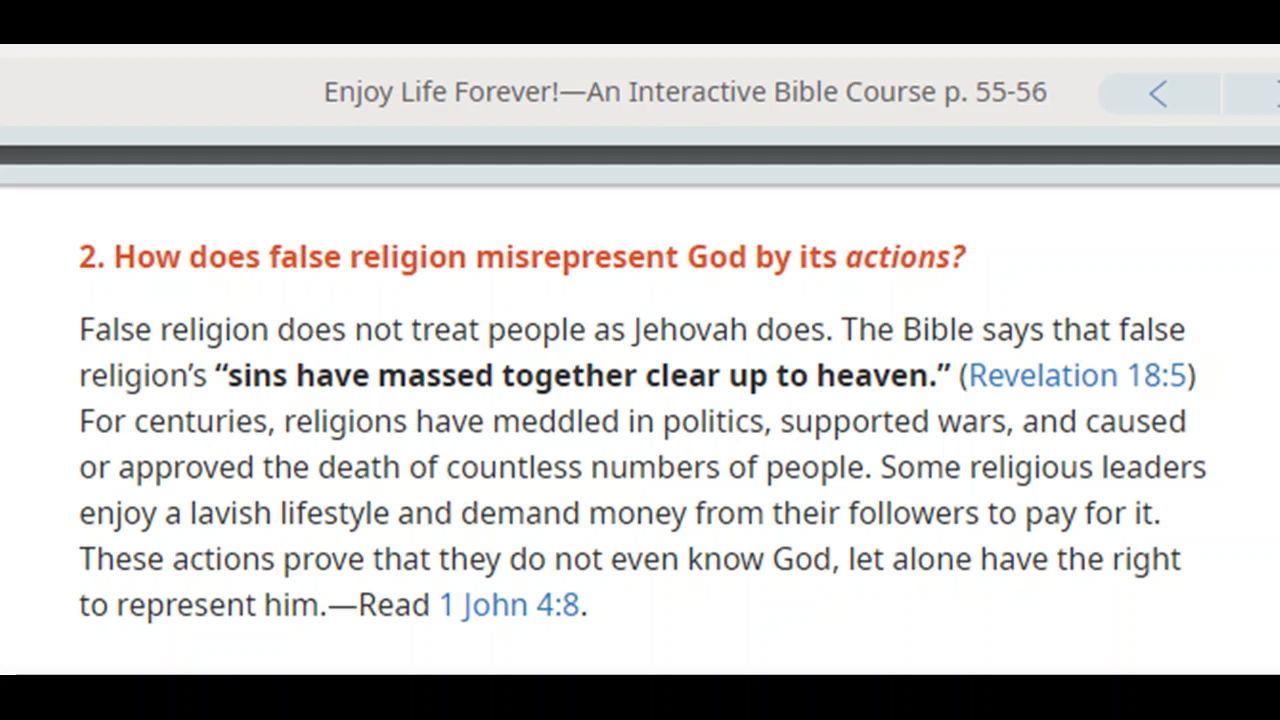 Enjoy Life Forever!—An Interactive Bible Course p. 55-56
2. How does false religion misrepresent God by its actions?
False religion does not treat people as Jehovah does. The Bible says that false
religion’s “sins have massed together clear up to heaven.” (Revelation 18:5)
For centuries, religions have meddled in politics, supported wars, and caused
or approved the death of countless numbers of people. Some religious leaders
enjoy a lavish lifestyle and demand money from their followers to pay for it.
These actions prove that they do not even know God, let alone have the right
to represent him.—Read 1 John 4:8.